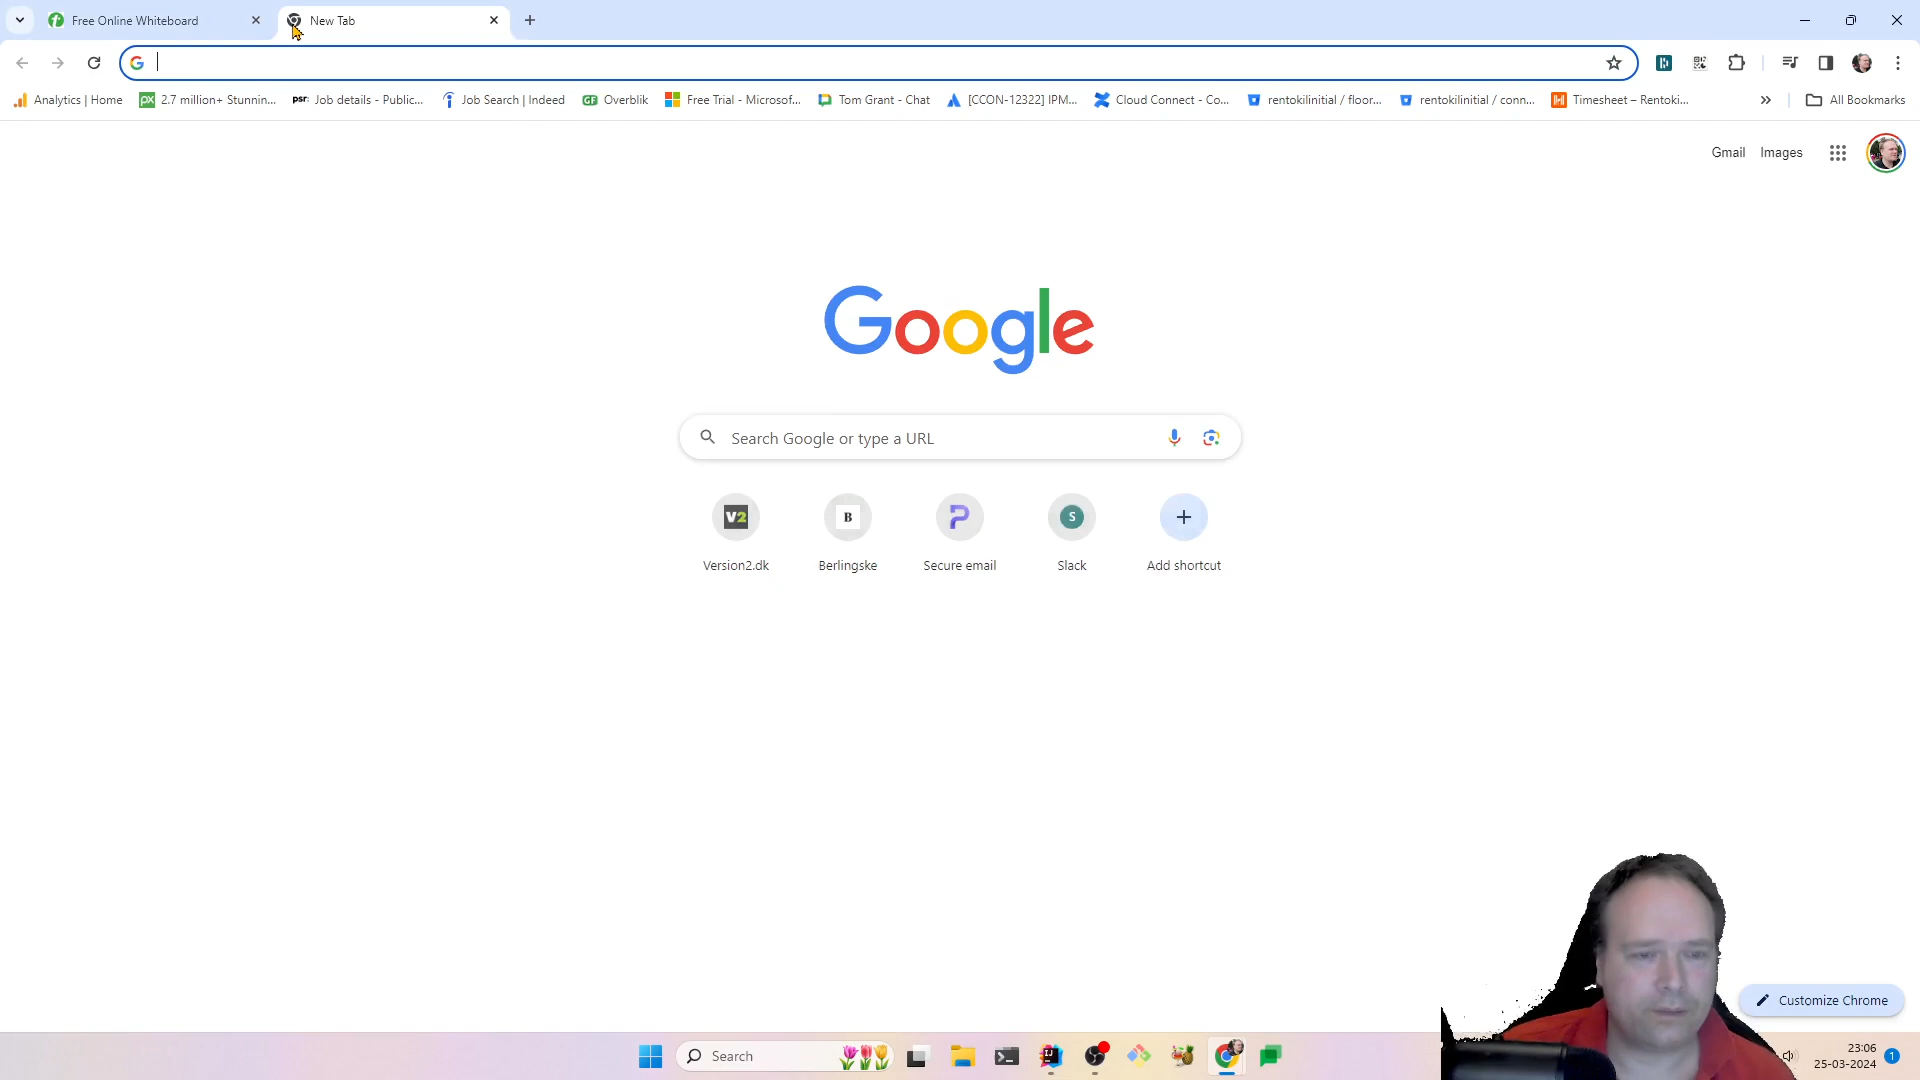 Free Online Whiteboard
New Tab
Analytics | Home
2.7 million+ Stunnin...
psr: Job details - Public...
Job Search | Indeed
GF Overblik
Free Trial - Microsof...
Tom Grant - Chat
[CCON-12322] IPM...
Cloud Connect - Co...
rentokilinitial / floor...
rentokilinitial / conn...
Timesheet – Rentoki...
» All Bookmarks
Gmail Images
Google
Search Google or type a URL
V2 B P S
Version2.dk Berlingske Secure email Slack Add shortcut
Customize Chrome
Search
23:06
25-03-2024
1